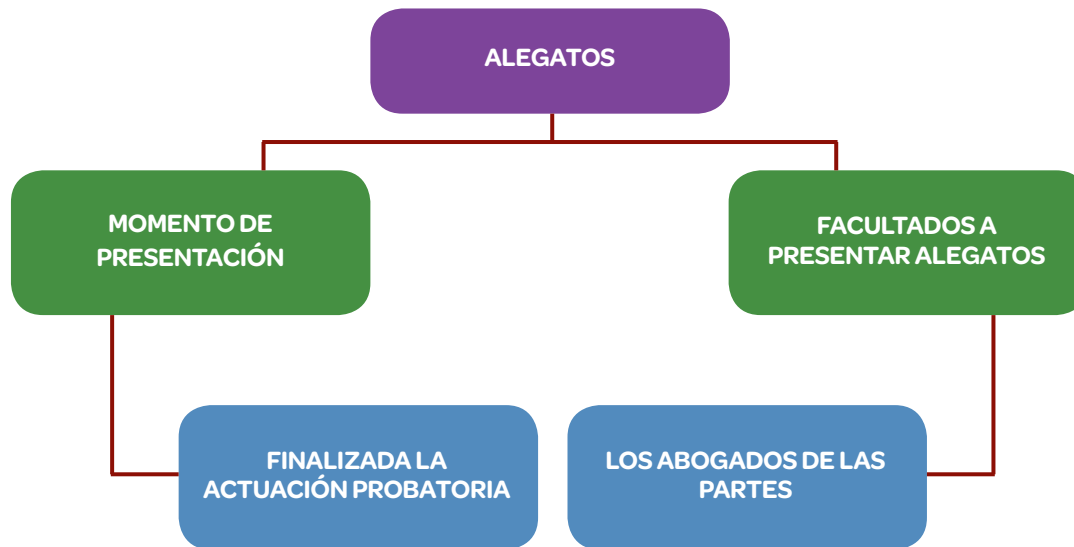 ALEGATOS
MOMENTO DE
PRESENTACIÓN
FACULTADOS A
PRESENTAR ALEGATOS
FINALIZADA LA
ACTUACIÓN PROBATORIA
LOS ABOGADOS DE LAS
PARTES